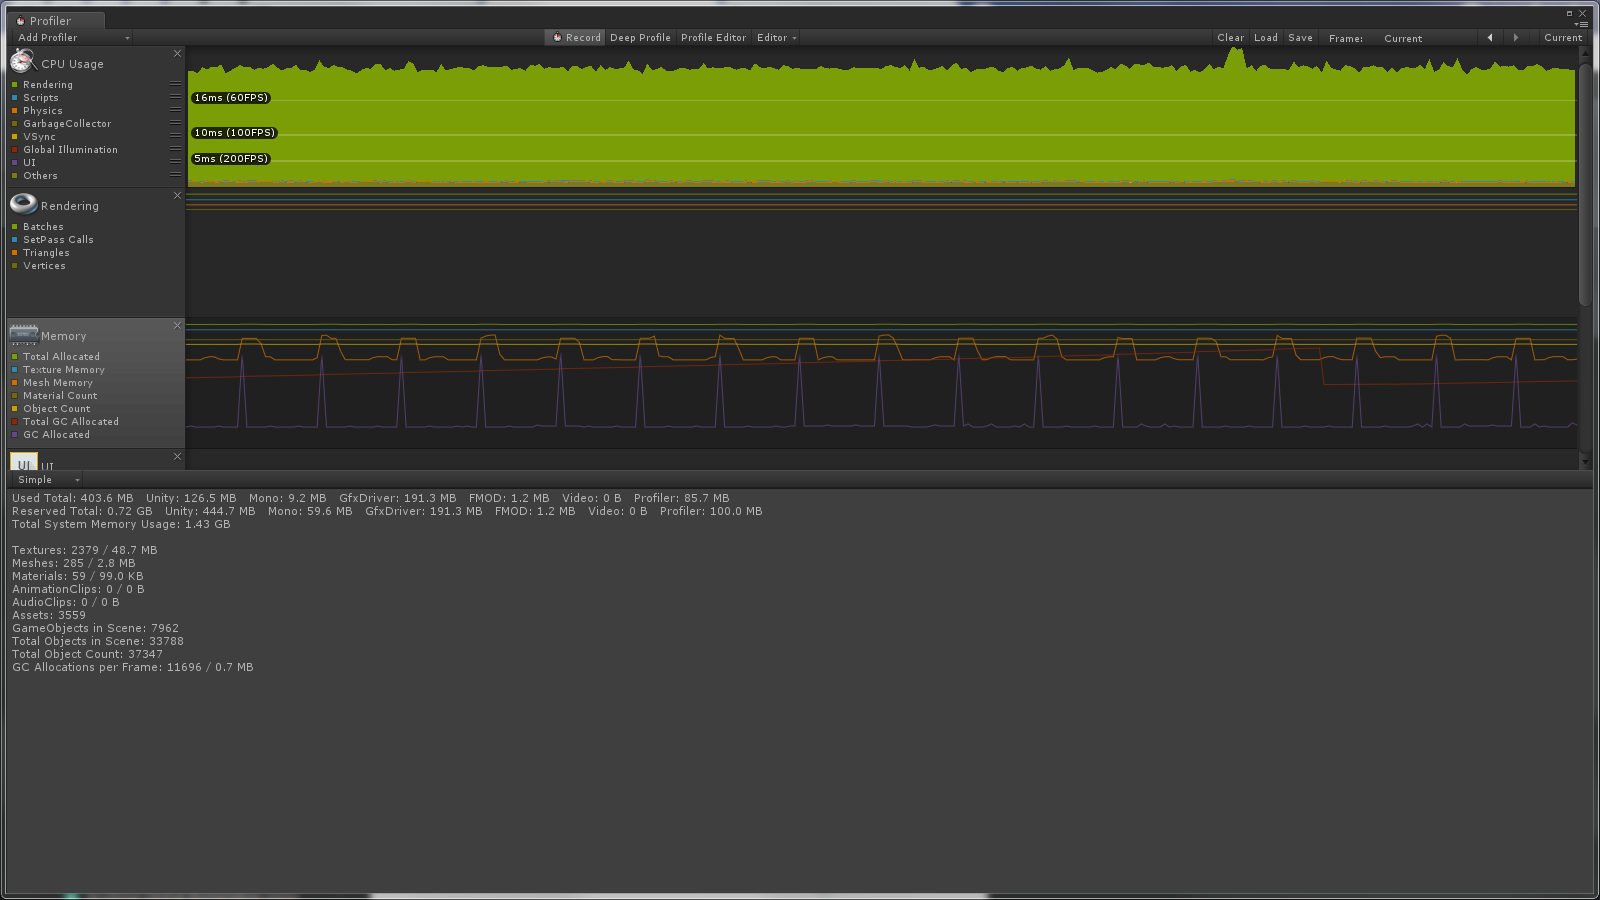 Profiler
Add Profiler
Record Deep Profile Profile Editor Editor Clear Load Save Frame: Current Current
CPU Usage
Rendering
Scripts
Physics
GarbageCollector
VSync
Global Illumination
UI
Others
16ms (60FPS)
10ms (100FPS)
5ms (200FPS)
Rendering
Batches
SetPass Calls
Triangles
Vertices
Memory
Total Allocated
Texture Memory
Mesh Memory
Material Count
Object Count
Total GC Allocated
GC Allocated
UI UI
Simple
Used Total: 403.6 MB Unity: 126.5 MB Mono: 9.2 MB GfxDriver: 191.3 MB FMOD: 1.2 MB Video: 0 B Profiler: 85.7 MB
Reserved Total: 0.72 GB Unity: 444.7 MB Mono: 59.6 MB GfxDriver: 191.3 MB FMOD: 1.2 MB Video: 0 B Profiler: 100.0 MB
Total System Memory Usage: 1.43 GB
Textures: 2379 / 48.7 MB
Meshes: 285 / 2.8 MB
Materials: 59 / 99.0 KB
AnimationClips: 0 / 0 B
AudioClips: 0 / 0 B
Assets: 3559
GameObjects in Scene: 7962
Total Objects in Scene: 33788
Total Object Count: 37347
GC Allocations per Frame: 11696 / 0.7 MB